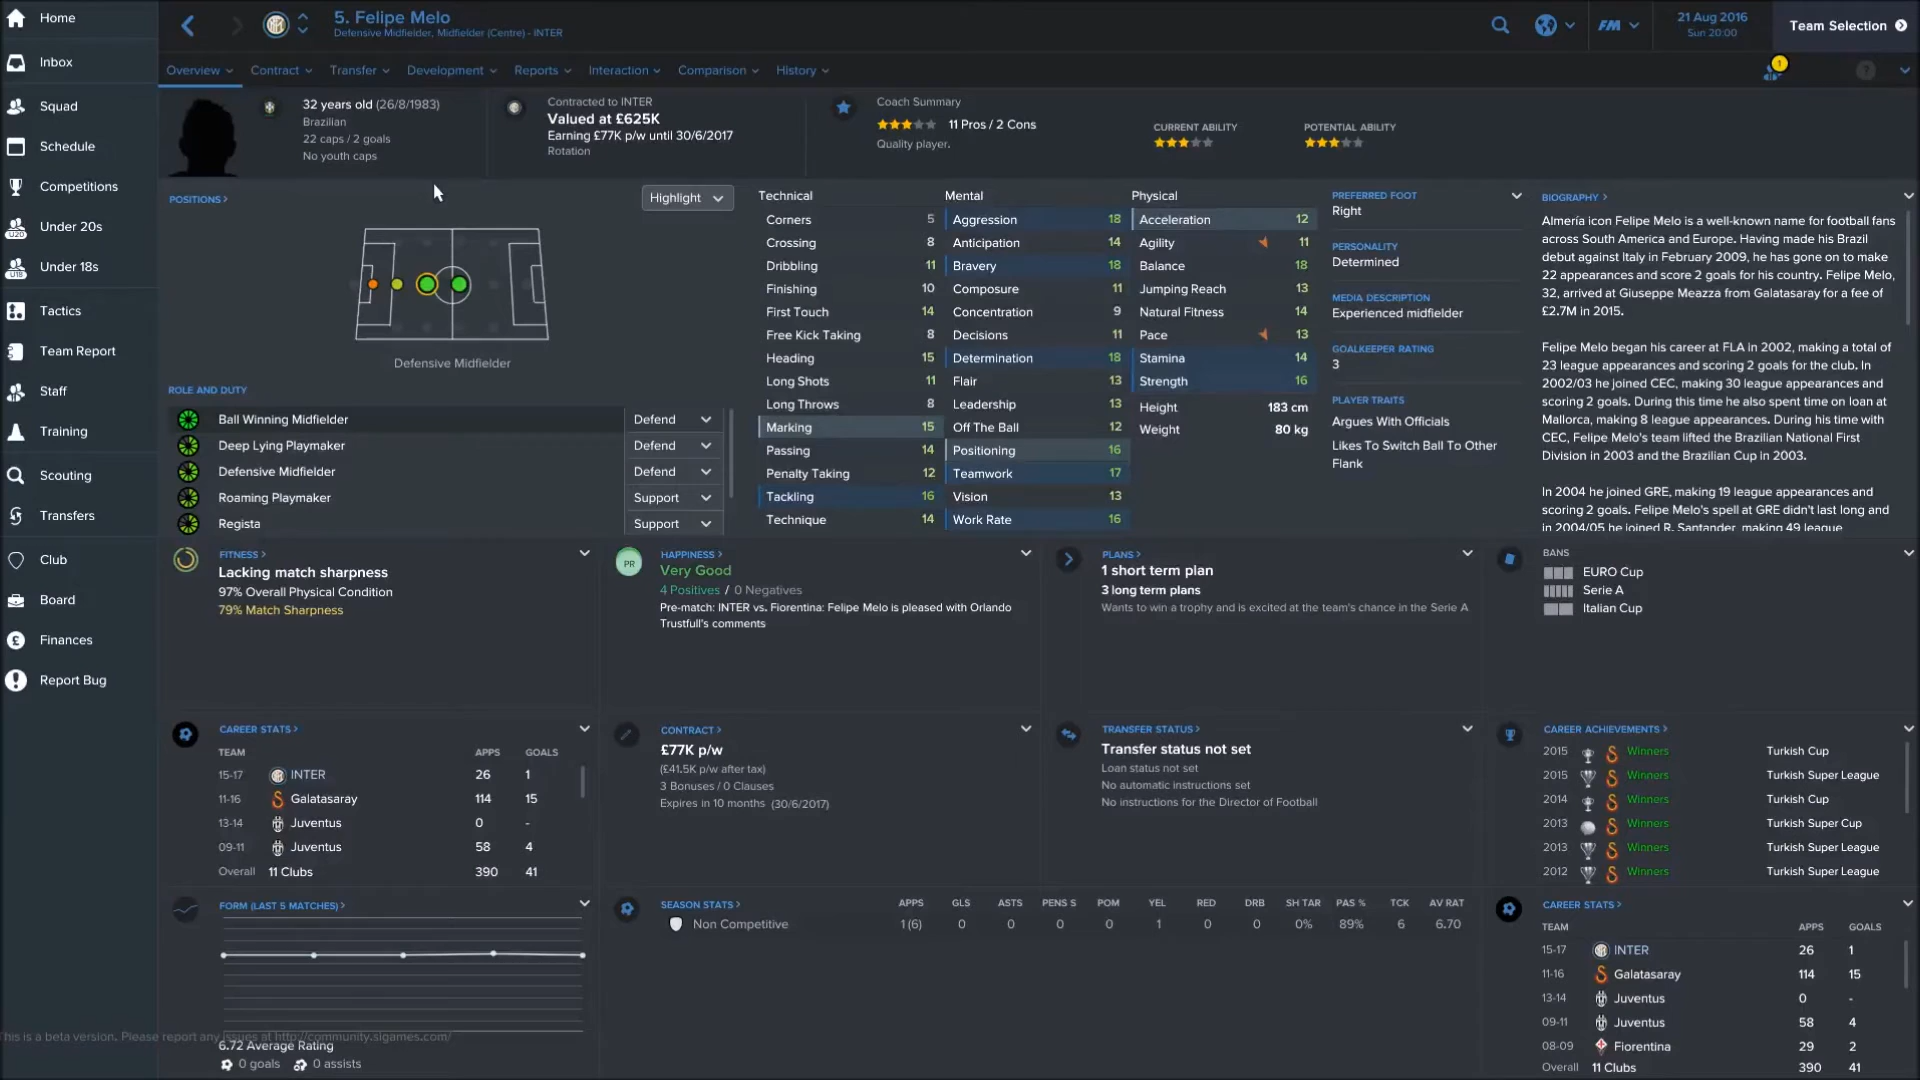 Home
Inbox
Squad
Schedule
Competitions
U20
Under 20s
U18
Under 18s
Tactics
Team Report
Staff
Training
Scouting
Transfers
Club
Board
Finances
Report Bug
5. Felipe Melo
Defensive Midfielder, Midfielder (Centre) - INTER
FM
21 Aug 2016
Sun 20:00
Team Selection
Overview Contract Transfer Development Reports Interaction Comparison History
1
?
32 years old (26/8/1983)
Brazilian
22 caps / 2 goals
No youth caps
Contracted to INTER
Valued at £625K
Earning £77K p/w until 30/6/2017
Rotation
Coach Summary
11 Pros / 2 Cons
Quality player.
CURRENT ABILITY
POTENTIAL ABILITY
POSITIONS >
Highlight
Defensive Midfielder
ROLE AND DUTY
Ball Winning Midfielder Defend
Deep Lying Playmaker Defend
Defensive Midfielder Defend
Roaming Playmaker Support
Regista Support
Technical
Corners 5
Crossing 8
Dribbling 11
Finishing 10
First Touch 14
Free Kick Taking 8
Heading 15
Long Shots 11
Long Throws 8
Marking 15
Passing 14
Penalty Taking 12
Tackling 16
Technique 14
Mental
Aggression 18
Anticipation 14
Bravery 18
Composure 11
Concentration 9
Decisions 11
Determination 18
Flair 13
Leadership 13
Off The Ball 12
Positioning 16
Teamwork 17
Vision 13
Work Rate 16
Physical
Acceleration 12
Agility 11
Balance 18
Jumping Reach 13
Natural Fitness 14
Pace 13
Stamina 14
Strength 16
Height 183 cm
Weight 80 kg
PREFERRED FOOT
Right
PERSONALITY
Determined
MEDIA DESCRIPTION
Experienced midfielder
GOALKEEPER RATING
3
PLAYER TRAITS
Argues With Officials
Likes To Switch Ball To Other
Flank
BIOGRAPHY >
Almería icon Felipe Melo is a well-known name for football fans
across South America and Europe. Having made his Brazil
debut against Italy in February 2009, he has gone on to make
22 appearances and score 2 goals for his country. Felipe Melo,
32, arrived at Giuseppe Meazza from Galatasaray for a fee of
£2.7M in 2015.
Felipe Melo began his career at FLA in 2002, making a total of
23 league appearances and scoring 2 goals for the club. In
2002/03 he joined CEC, making 30 league appearances and
scoring 2 goals. During this time he also spent time on loan at
Mallorca, making 8 league appearances. During his time with
CEC, Felipe Melo's team lifted the Brazilian National First
Division in 2003 and the Brazilian Cup in 2003.
In 2004 he joined GRE, making 19 league appearances and
scoring 2 goals. Felipe Melo's spell at GRE didn't last long and
in 2004/05 he joined R. Santander, making 49 league
FITNESS >
Lacking match sharpness
97% Overall Physical Condition
79% Match Sharpness
PR
HAPPINESS >
Very Good
4 Positives / 0 Negatives
Pre-match: INTER vs. Fiorentina: Felipe Melo is pleased with Orlando
Trustfull's comments
PLANS >
1 short term plan
3 long term plans
Wants to win a trophy and is excited at the team's chance in the Serie A
BANS
EURO Cup
Serie A
Italian Cup
CAREER STATS >
TEAM APPS GOALS
15-17 INTER 26 1
11-16 Galatasaray 114 15
13-14 Juventus 0 -
09-11 Juventus 58 4
Overall 11 Clubs 390 41
CONTRACT >
£77K p/w
(£41.5K p/w after tax)
3 Bonuses / 0 Clauses
Expires in 10 months (30/6/2017)
TRANSFER STATUS >
Transfer status not set
Loan status not set
No automatic instructions set
No instructions for the Director of Football
CAREER ACHIEVEMENTS >
2015 Winners Turkish Cup
2015 Winners Turkish Super League
2014 Winners Turkish Cup
2013 Winners Turkish Super Cup
2013 Winners Turkish Super League
2012 Winners Turkish Super League
FORM (LAST 5 MATCHES) >
This is a beta version. Please report any issues at http://community.sigames.com/
6.72 Average Rating
0 goals 0 assists
SEASON STATS > APPS GLS ASTS PENS S POM YEL RED DRB SH TAR PAS % TCK AV RAT
Non Competitive 1 (6) 0 0 0 0 1 0 0 0% 89% 6 6.70
CAREER STATS >
TEAM APPS GOALS
15-17 INTER 26 1
11-16 Galatasaray 114 15
13-14 Juventus 0 -
09-11 Juventus 58 4
08-09 Fiorentina 29 2
Overall 11 Clubs 390 41